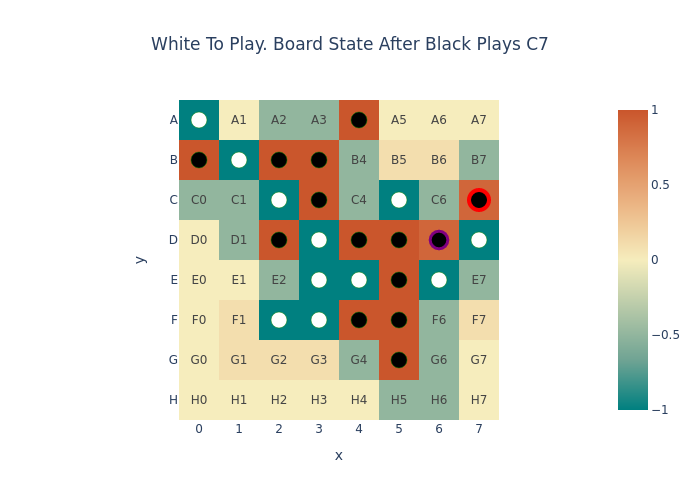 White To Play. Board State After Black Plays C7
A A1 A2 A3 A5 A6 A7
B B4 B5 B6 B7
C C0 C1 C4 C6
D D0 D1
E E0 E1 E2 E7
F F0 F1 F6 F7
G G0 G1 G2 G3 G4 G6 G7
H H0 H1 H2 H3 H4 H5 H6 H7
0 1 2 3 4 5 6 7
x
y
1
0.5
0
−0.5
−1